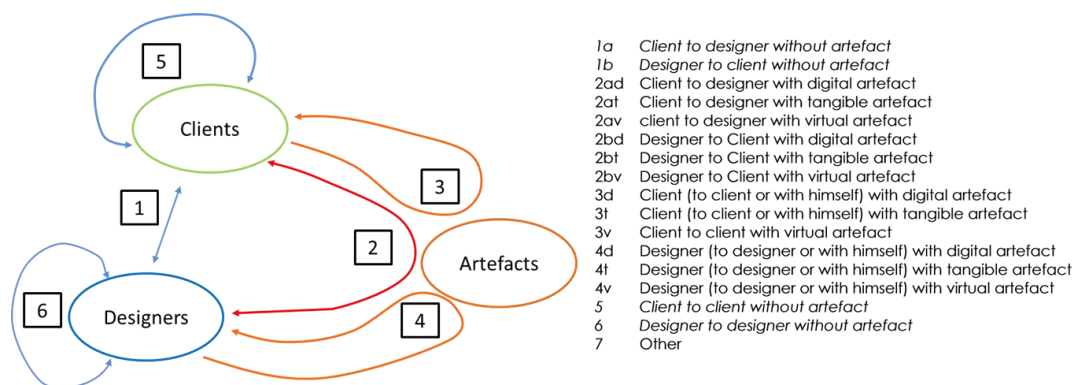 5
Clients
3
1
2
Artefacts
6
Designers
4
1a Client to designer without artefact
1b Designer to client without artefact
2ad Client to designer with digital artefact
2at Client to designer with tangible artefact
2av client to designer with virtual artefact
2bd Designer to Client with digital artefact
2bt Designer to Client with tangible artefact
2bv Designer to Client with virtual artefact
3d Client (to client or with himself) with digital artefact
3t Client (to client or with himself) with tangible artefact
3v Client to client with virtual artefact
4d Designer (to designer or with himself) with digital artefact
4t Designer (to designer or with himself) with tangible artefact
4v Designer (to designer or with himself) with virtual artefact
5 Client to client without artefact
6 Designer to designer without artefact
7 Other